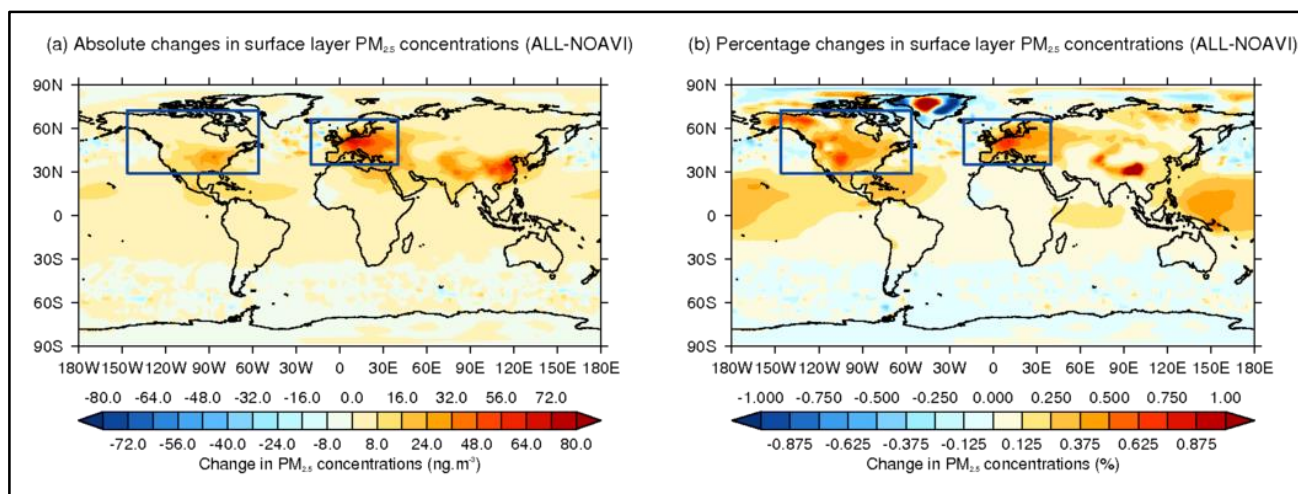 (a) Absolute changes in surface layer PM₂.₅ concentrations (ALL-NOAVI)
90N
60N
30N
0
30S
60S
90S
180W 150W 120W 90W 60W 30W 0E 30E 60E 90E 120E 150E 180E
-80.0 -64.0 -48.0 -32.0 -16.0 0.0 16.0 32.0 56.0 72.0
-72.0 -56.0 -40.0 -24.0 -8.0 8.0 24.0 48.0 64.0 80.0
Change in PM₂.₅ concentrations (ng.m⁻³)
(b) Percentage changes in surface layer PM₂.₅ concentrations (ALL-NOAVI)
90N
60N
30N
0
30S
60S
90S
180W 150W 120W 90W 60W 30W 0E 30E 60E 90E 120E 150E 180E
-1.000 -0.750 -0.500 -0.250 0.000 0.250 0.500 0.750 1.00
-0.875 -0.625 -0.375 -0.125 0.125 0.375 0.625 0.875
Change in PM₂.₅ concentrations (%)